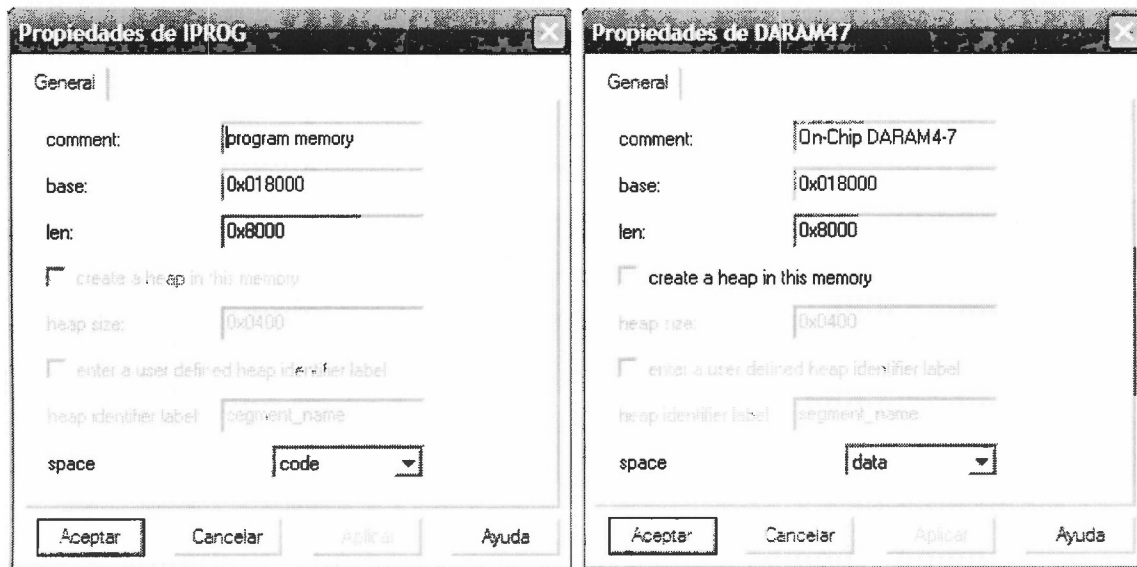 Propiedades de IPROG
General
comment: program memory
base: 0x018000
len: 0x8000
create a heap in this memory
heap size: 0x0400
enter a user defined heap identifier label
heap identifier label segment_name
space code
Aceptar Cancelar Aplicar Ayuda
Propiedades de DARAM47
General
comment: On-Chip DARAM4-7
base: 0x018000
len: 0x8000
create a heap in this memory
heap size: 0x0400
enter a user defined heap identifier label
heap identifier label segment_name
space data
Aceptar Cancelar Aplicar Ayuda